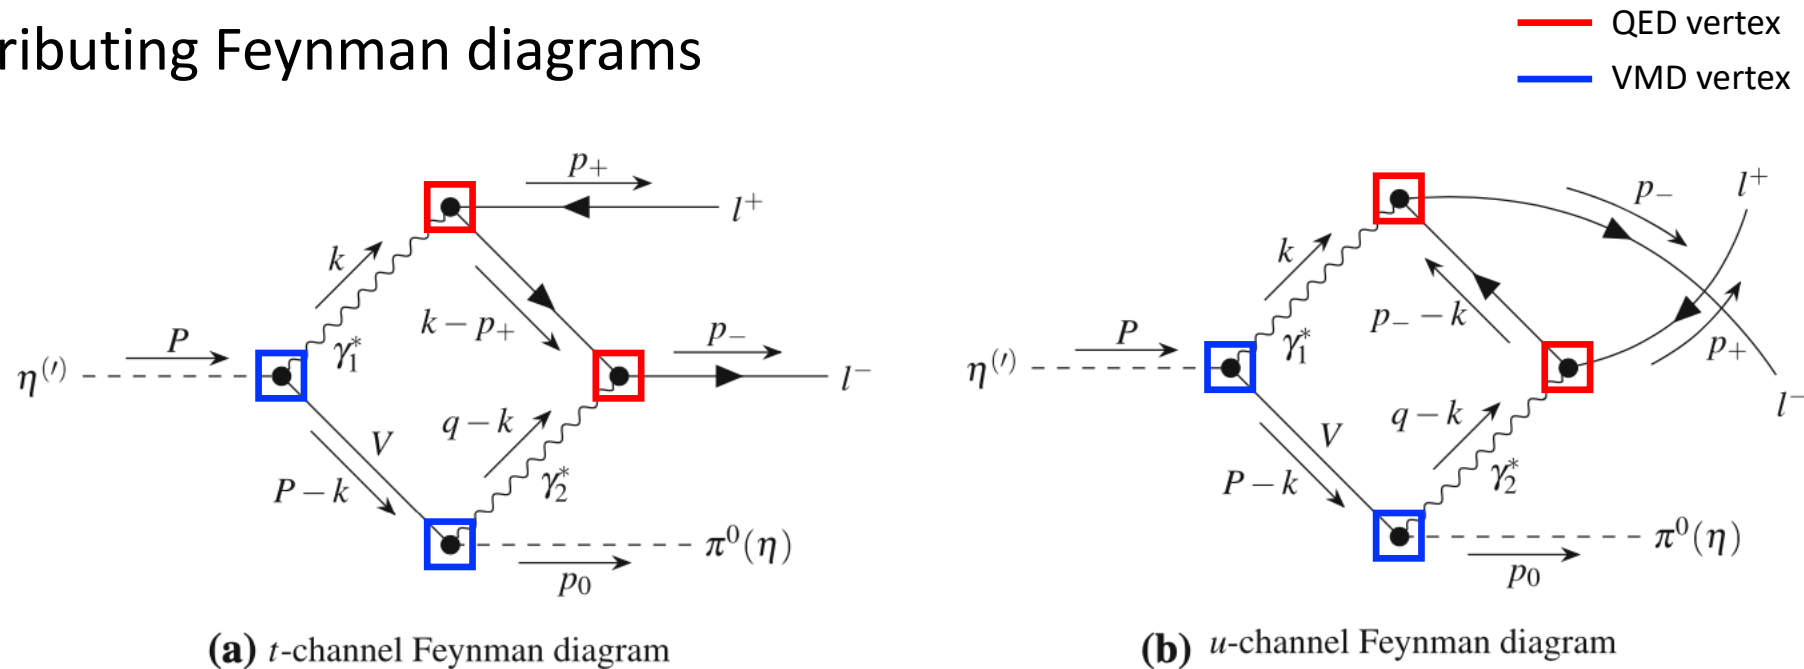 ributing Feynman diagrams
QED vertex
VMD vertex
p₊
l⁺
k
γ₁*
k − p₊
P
η⁽′⁾
p₋
l⁻
V
q − k
γ₂*
P − k
π⁰(η)
p₀
(a) t-channel Feynman diagram
p₋
l⁺
k
γ₁*
p₋ − k
P
η⁽′⁾
p₊
l⁻
V
q − k
γ₂*
P − k
π⁰(η)
p₀
(b) u-channel Feynman diagram